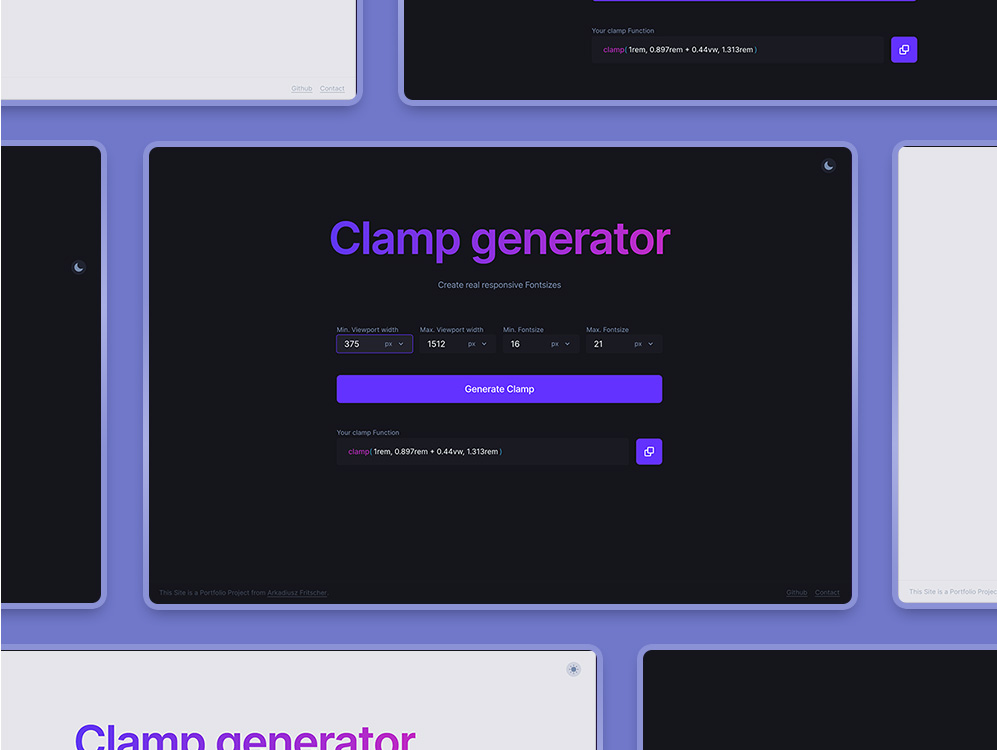 Github Contact
Your clamp Function
clamp( 1rem, 0.897rem + 0.44vw, 1.313rem )
Clamp generator
Create real responsive Fontsizes
Min. Viewport width Max. Viewport width Min. Fontsize Max. Fontsize
375 px 1512 px 16 px 21 px
Generate Clamp
Your clamp Function
clamp( 1rem, 0.897rem + 0.44vw, 1.313rem )
This Site is a Portfolio Project from Arkadiusz Fritscher
Github Contact
This Site is a Portfolio Projec
Clamp generator